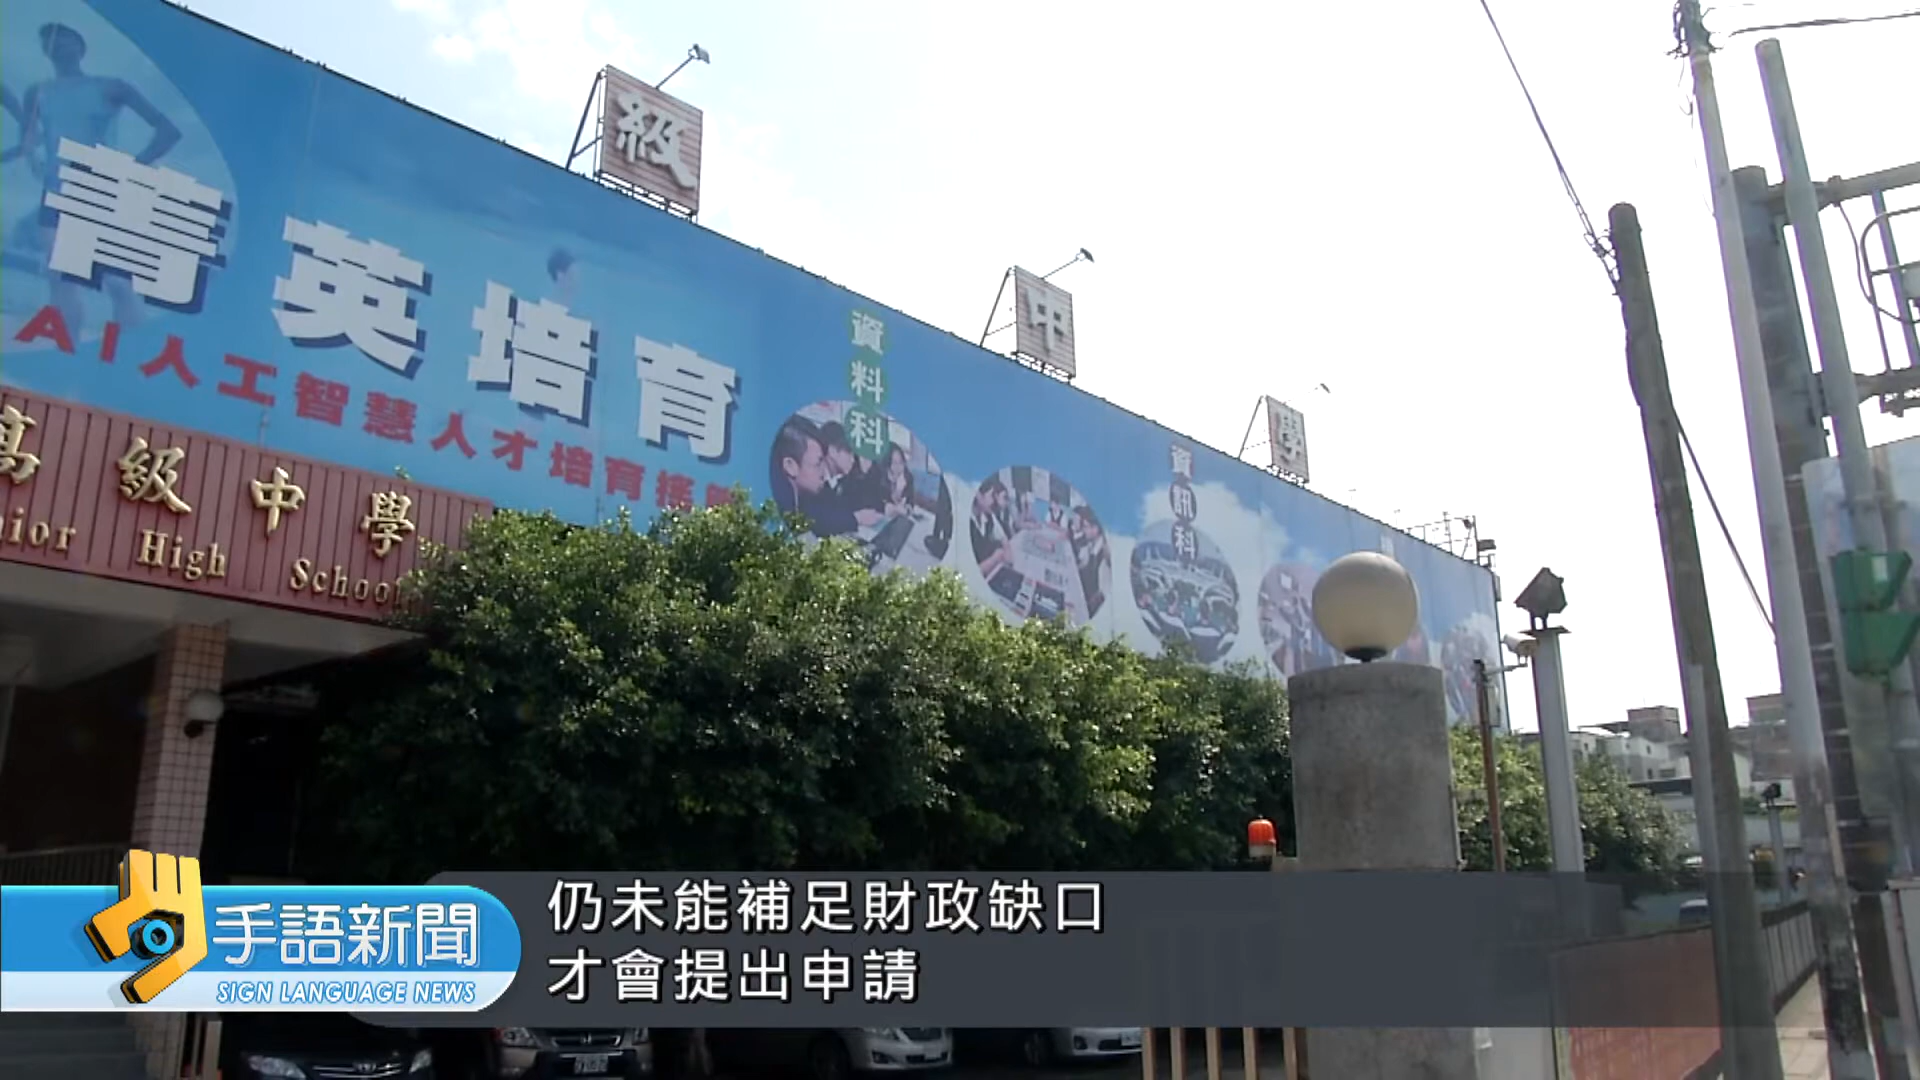 級
中
學
菁英培育
AI人工智慧人才培育搖
資料科
資訊科
高級中學
nior High School
手語新聞
SIGN LANGUAGE NEWS
仍未能補足財政缺口
才會提出申請